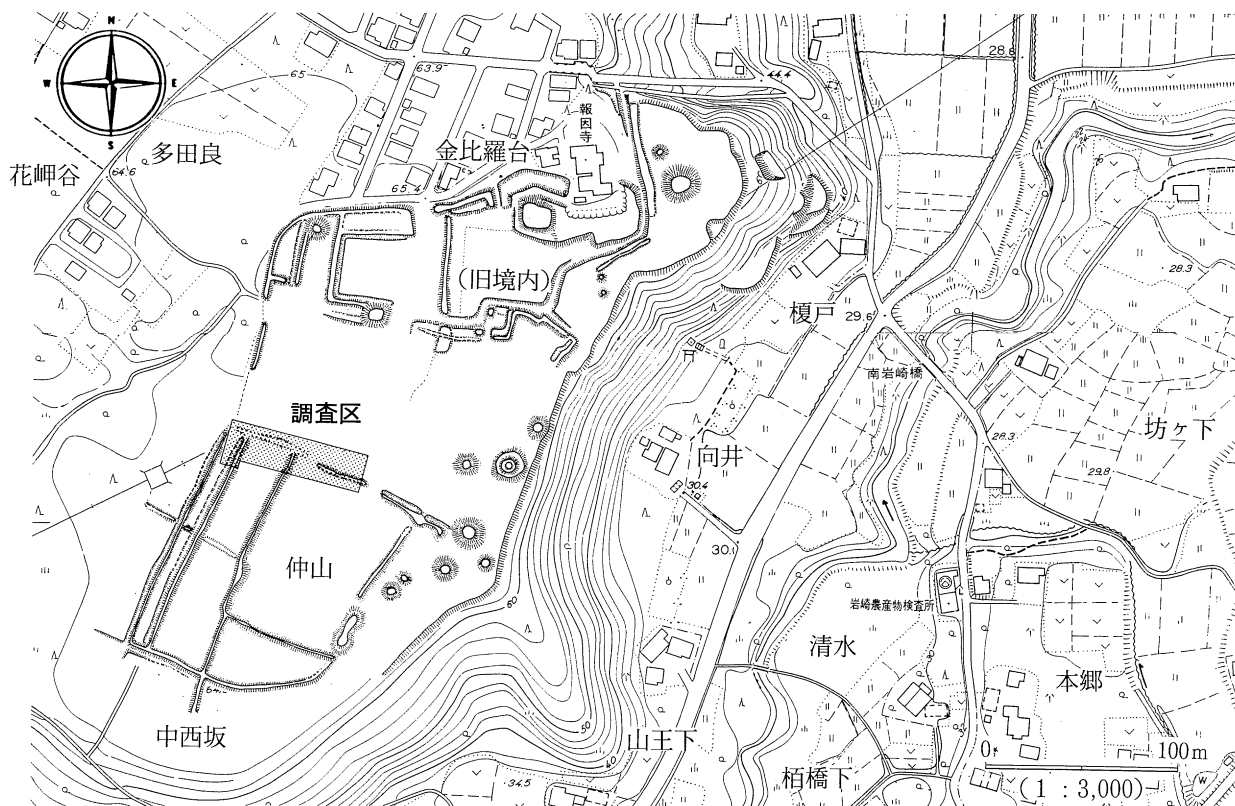 N
W
E
S
28.8
63.9
65
44.4
多田良
金比羅台
報因寺
花岬谷
64.6
65.4
(旧境内)
28.3
榎戸
29.6
南岩崎橋
調査区
向井
28.3
坊ヶ下
29.8
30.4
仲山
30.1
60
岩崎農産物検査所
清水
本郷
中西坂
山王下
50
40
栢橋下
34.5
0
100m
(1 : 3,000)
W